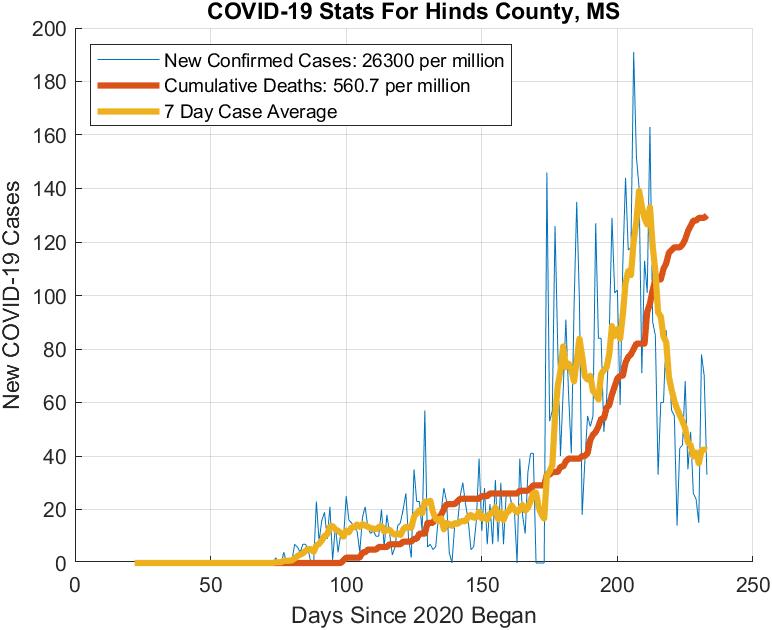 COVID-19 Stats For Hinds County, MS
New Confirmed Cases: 26300 per million
Cumulative Deaths: 560.7 per million
7 Day Case Average
New COVID-19 Cases
200
180
160
140
120
100
80
60
40
20
0
0 50 100 150 200 250
Days Since 2020 Began